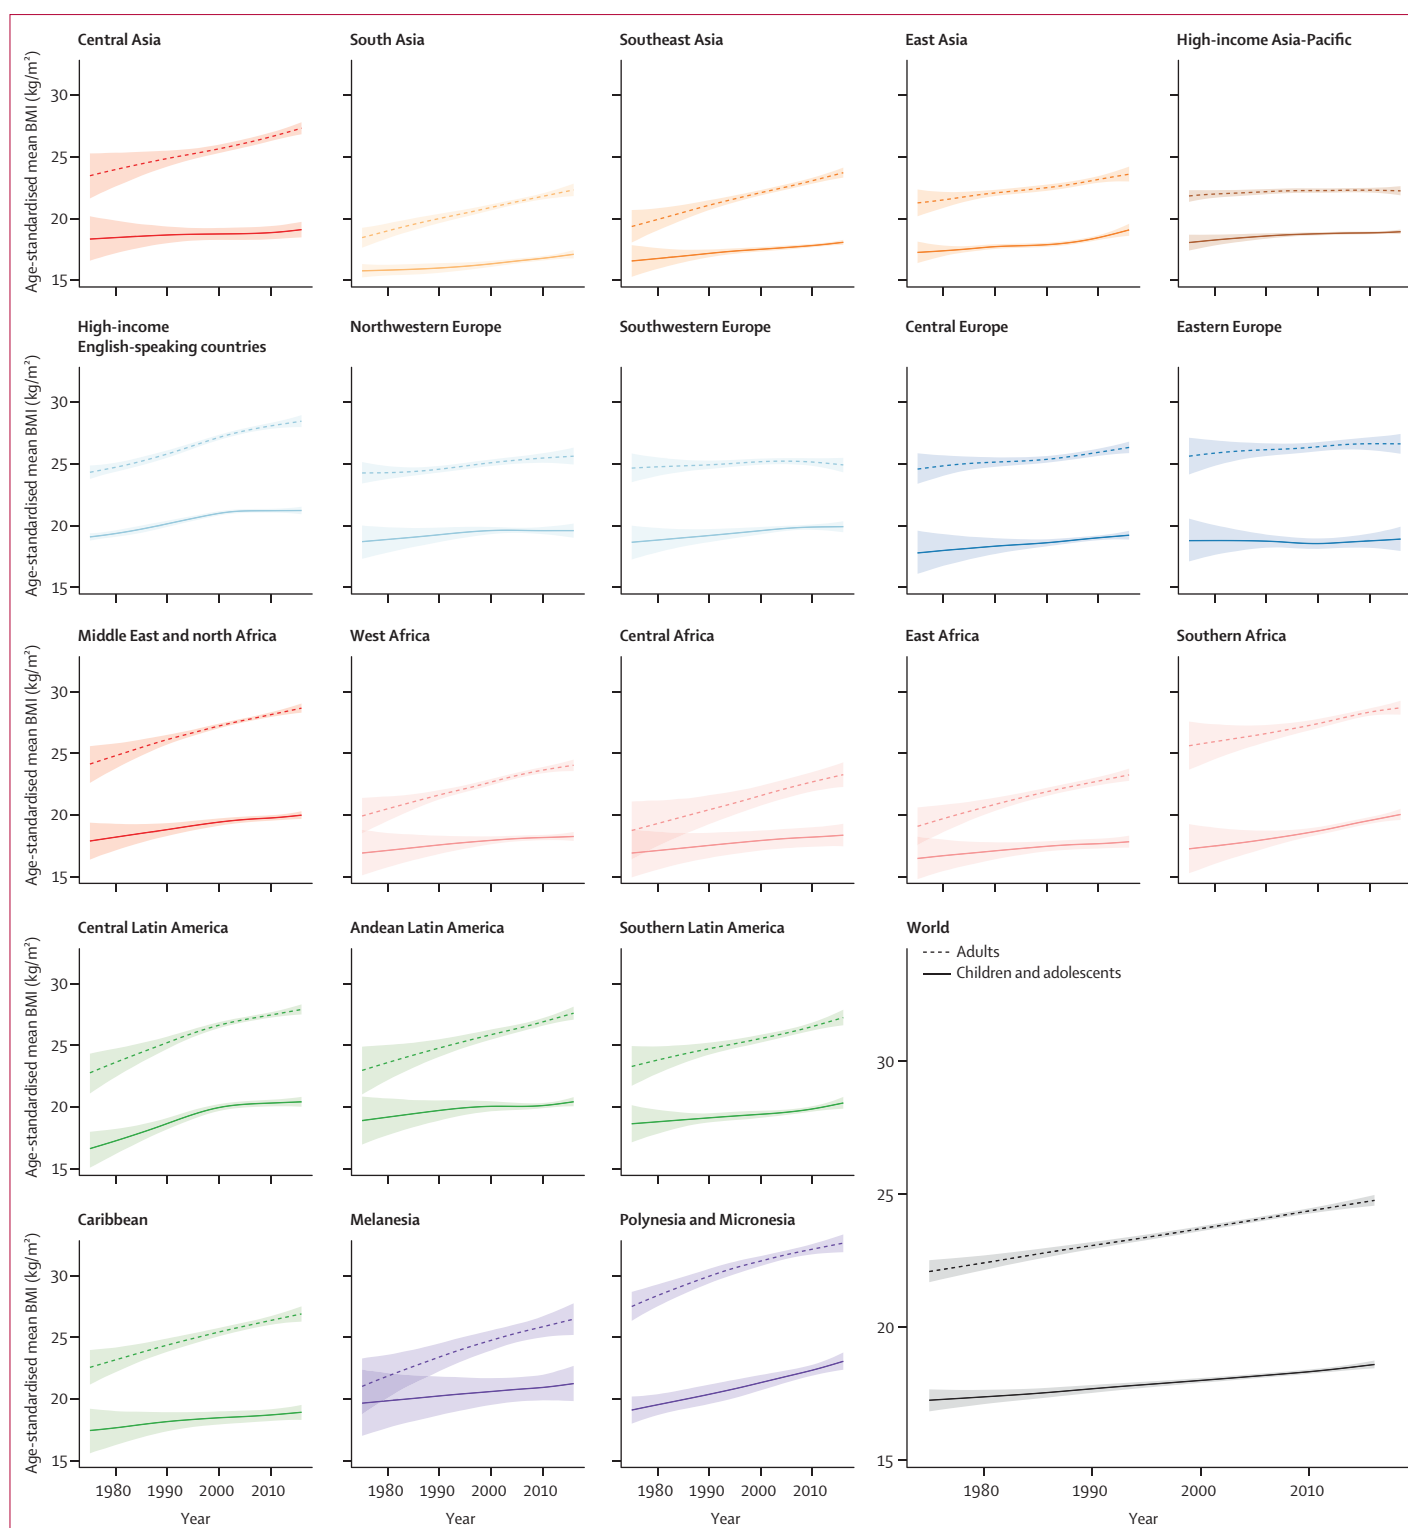 Central Asia
South Asia
Southeast Asia
East Asia
High-income Asia-Pacific
Age-standardised mean BMI (kg/m²)
30
25
20
15
High-income
English-speaking countries
Northwestern Europe
Southwestern Europe
Central Europe
Eastern Europe
Age-standardised mean BMI (kg/m²)
30
25
20
15
Middle East and north Africa
West Africa
Central Africa
East Africa
Southern Africa
Age-standardised mean BMI (kg/m²)
30
25
20
15
Central Latin America
Andean Latin America
Southern Latin America
World
Adults
Children and adolescents
Age-standardised mean BMI (kg/m²)
30
25
20
15
30
25
20
15
Caribbean
Melanesia
Polynesia and Micronesia
Age-standardised mean BMI (kg/m²)
30
25
20
15
1980 1990 2000 2010
1980 1990 2000 2010
1980 1990 2000 2010
1980 1990 2000 2010
Year
Year
Year
Year